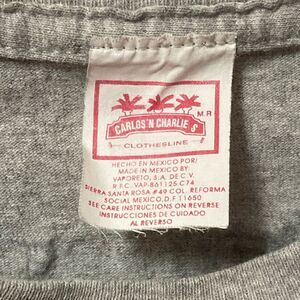 M.R
CARLOS 'N CHARLIE'S
CLOTHESLINE
HECHO EN MEXICO POR/
MADE IN MEXICO BY
VAPORETO, S.A. DE C.V.
R.F.C. VAP-861125 C74
SIERRA SANTA ROSA #49 COL. REFORMA
SOCIAL MEXICO, D.F. 11650
SEE CARE INSTRUCTIONS ON REVERSE
INSTRUCCIONES DE CUIDADO
AL REVERSO